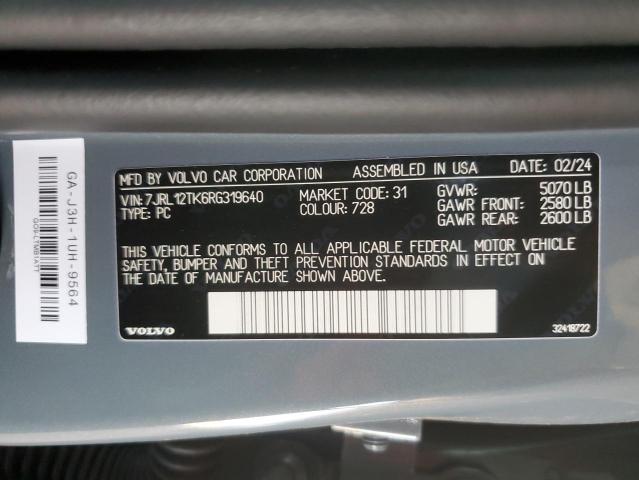 MFD BY VOLVO CAR CORPORATION ASSEMBLED IN USA DATE: 02/24
VIN: 7JRL12TK6RG319640 MARKET CODE: 31 GVWR: 5070 LB
TYPE: PC COLOUR: 728 GAWR FRONT: 2580 LB
GAWR REAR: 2600 LB
THIS VEHICLE CONFORMS TO ALL APPLICABLE FEDERAL MOTOR VEHICLE
SAFETY, BUMPER AND THEFT PREVENTION STANDARDS IN EFFECT ON
THE DATE OF MANUFACTURE SHOWN ABOVE.
VOLVO
32418722
GA-J3H-1UH-9564